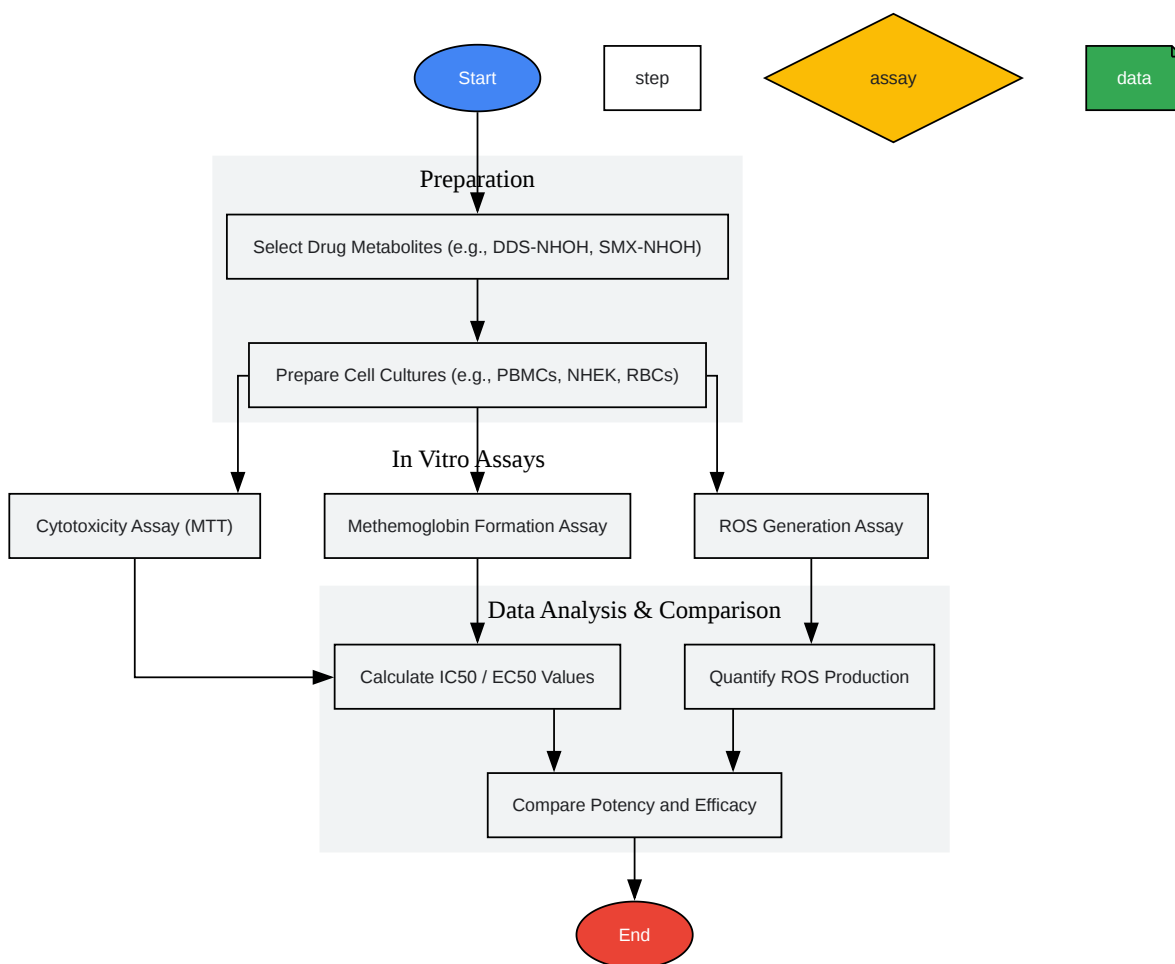 Start
step
assay
data
Preparation
Select Drug Metabolites (e.g., DDS-NHOH, SMX-NHOH)
Prepare Cell Cultures (e.g., PBMCs, NHEK, RBCs)
In Vitro Assays
Cytotoxicity Assay (MTT)
Methemoglobin Formation Assay
ROS Generation Assay
Data Analysis & Comparison
Calculate IC50 / EC50 Values
Quantify ROS Production
Compare Potency and Efficacy
End